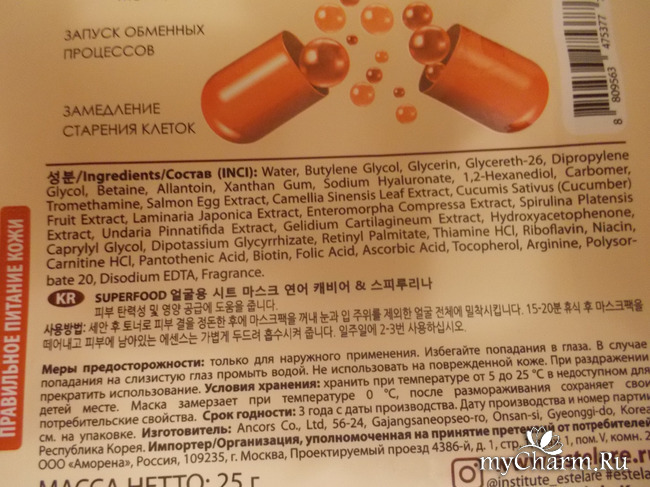 ЗАПУСК ОБМЕННЫХ
ПРОЦЕССОВ
ЗАМЕДЛЕНИЕ
СТАРЕНИЯ КЛЕТОК
8 809563 475377
ПРАВИЛЬНОЕ ПИТАНИЕ КОЖИ
성분/Ingredients/Состав (INCI): Water, Butylene Glycol, Glycerin, Glycereth-26, Dipropylene
Glycol, Betaine, Allantoin, Xanthan Gum, Sodium Hyaluronate, 1,2-Hexanediol, Carbomer,
Tromethamine, Salmon Egg Extract, Camellia Sinensis Leaf Extract, Cucumis Sativus (Cucumber)
Fruit Extract, Laminaria Japonica Extract, Enteromorpha Compressa Extract, Spirulina Platensis
Extract, Undaria Pinnatifida Extract, Gelidium Cartilagineum Extract, Hydroxyacetophenone,
Caprylyl Glycol, Dipotassium Glycyrrhizate, Retinyl Palmitate, Thiamine HCl, Riboflavin, Niacin,
Carnitine HCl, Pantothenic Acid, Biotin, Folic Acid, Ascorbic Acid, Tocopherol, Arginine, Polysor-
bate 20, Disodium EDTA, Fragrance.
KR SUPERFOOD 얼굴용 시트 마스크 연어 캐비어 & 스피루리나
피부 탄력성 및 영양 공급에 도움을 줍니다.
사용방법: 세안 후 토너로 피부 결을 정돈한 후에 마스크팩을 꺼내 눈과 입 주위를 제외한 얼굴 전체에 밀착시킵니다. 15-20분 휴식 후 마스크팩을
떼어내고 피부에 남아있는 에센스는 가볍게 두드려 흡수시켜 줍니다. 일주일에 2-3번 사용하십시오.
Меры предосторожности: только для наружного применения. Избегайте попадания в глаза. В случае
попадания на слизистую глаз промыть водой. Не использовать на поврежденной коже. При раздражении
прекратить использование. Условия хранения: хранить при температуре от 5 до 25 °C в недоступном для
детей месте. Маска замерзает при температуре 0 °C, после размораживания сохраняет свои
потребительские свойства. Срок годности: 3 года с даты производства. Дату производства и номер партии
см. на упаковке. Изготовитель: Ancors Co., Ltd, 56-24, Gajangsaneopseo-ro, Onsan-si, Gyeonggi-do, Korea
Республика Корея. Импортер/Организация, уполномоченная на принятие претензий от потребителей
ООО «Аморена», Россия, 109235, г. Москва, Проектируемый проезд 4386-й, д. 1, стр. 1, пом. V, комн. 2
МАССА НЕТТО: 25 г
@institute_estelare #estelare
myCharm.Ru